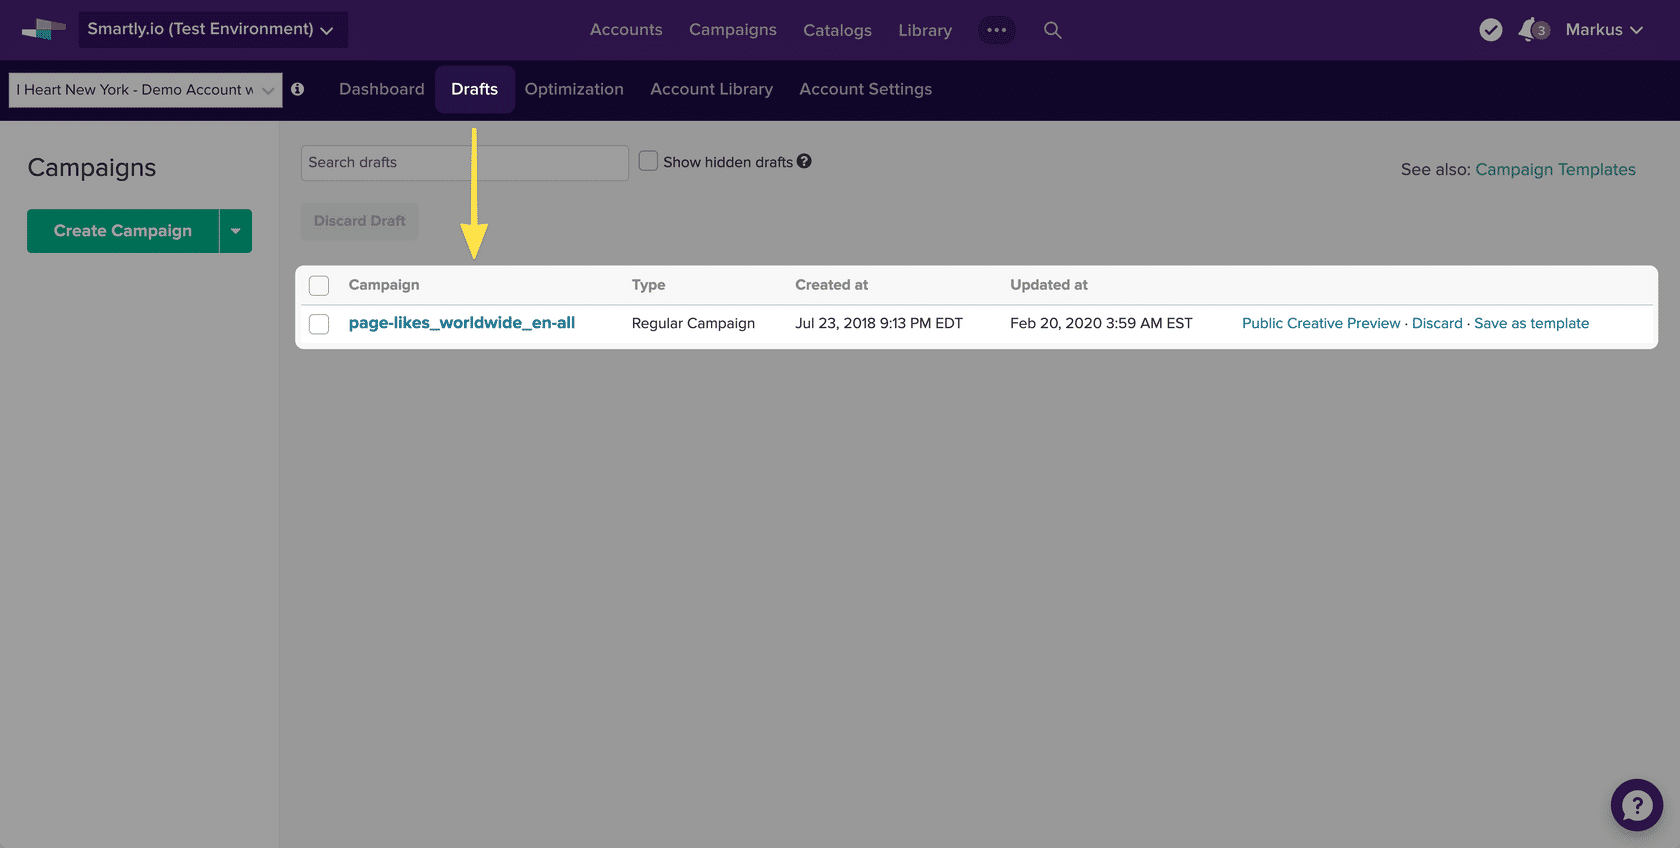 Smartly.io (Test Environment)
Accounts
Campaigns
Catalogs
Library
3
Markus
I Heart New York - Demo Account w
Dashboard
Drafts
Optimization
Account Library
Account Settings
Campaigns
Create Campaign
Search drafts
Show hidden drafts
See also: Campaign Templates
Discard Draft
Campaign Type Created at Updated at
page-likes_worldwide_en-all Regular Campaign Jul 23, 2018 9:13 PM EDT Feb 20, 2020 3:59 AM EST Public Creative Preview · Discard · Save as template